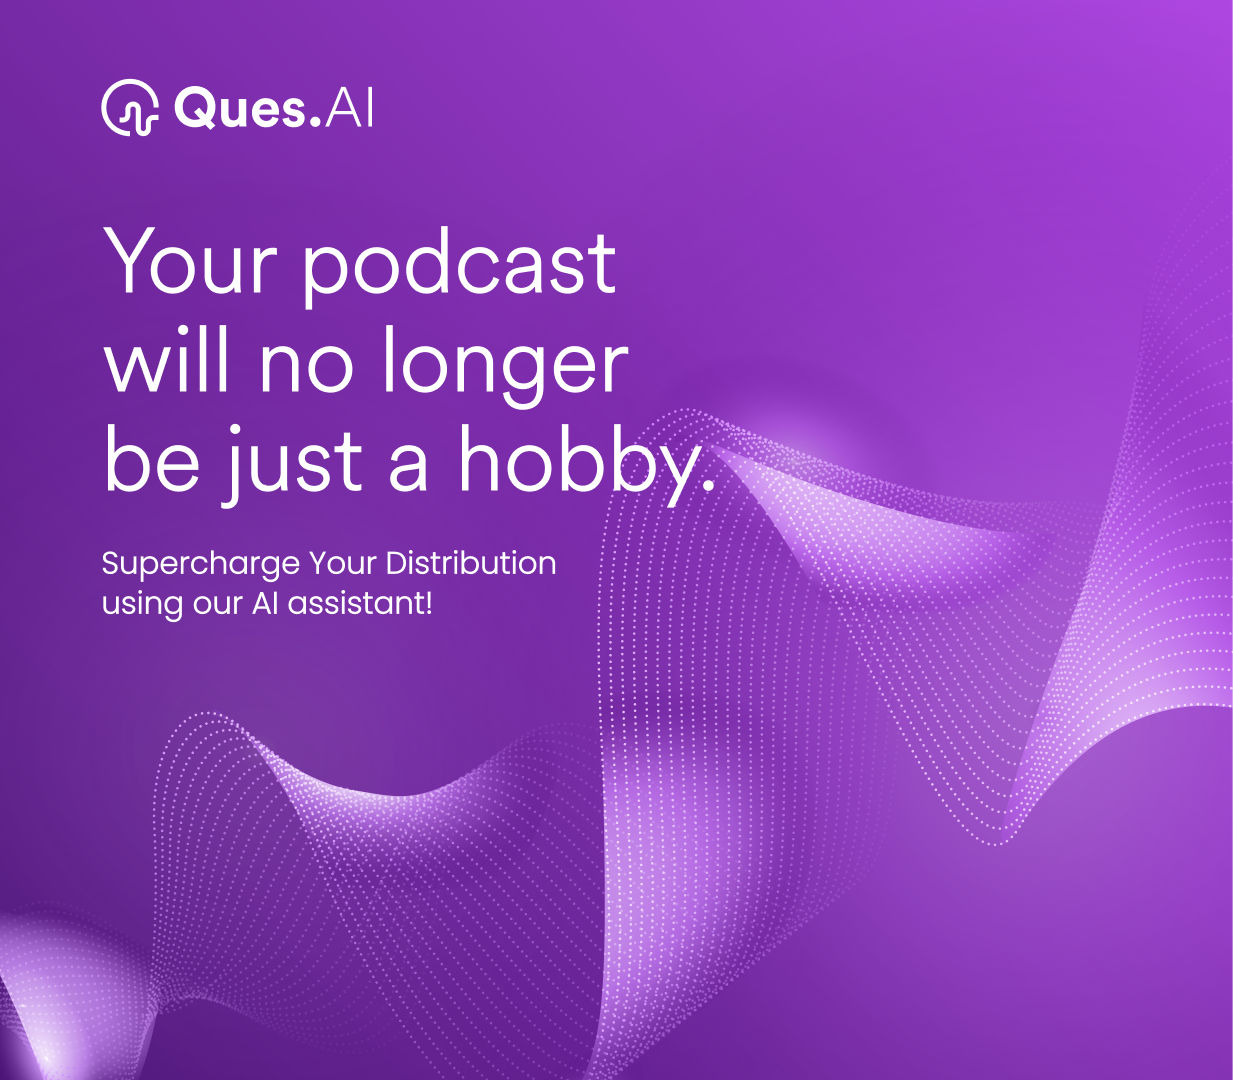 Ques.AI
Your podcast
will no longer
be just a hobby.
Supercharge Your Distribution
using our AI assistant!